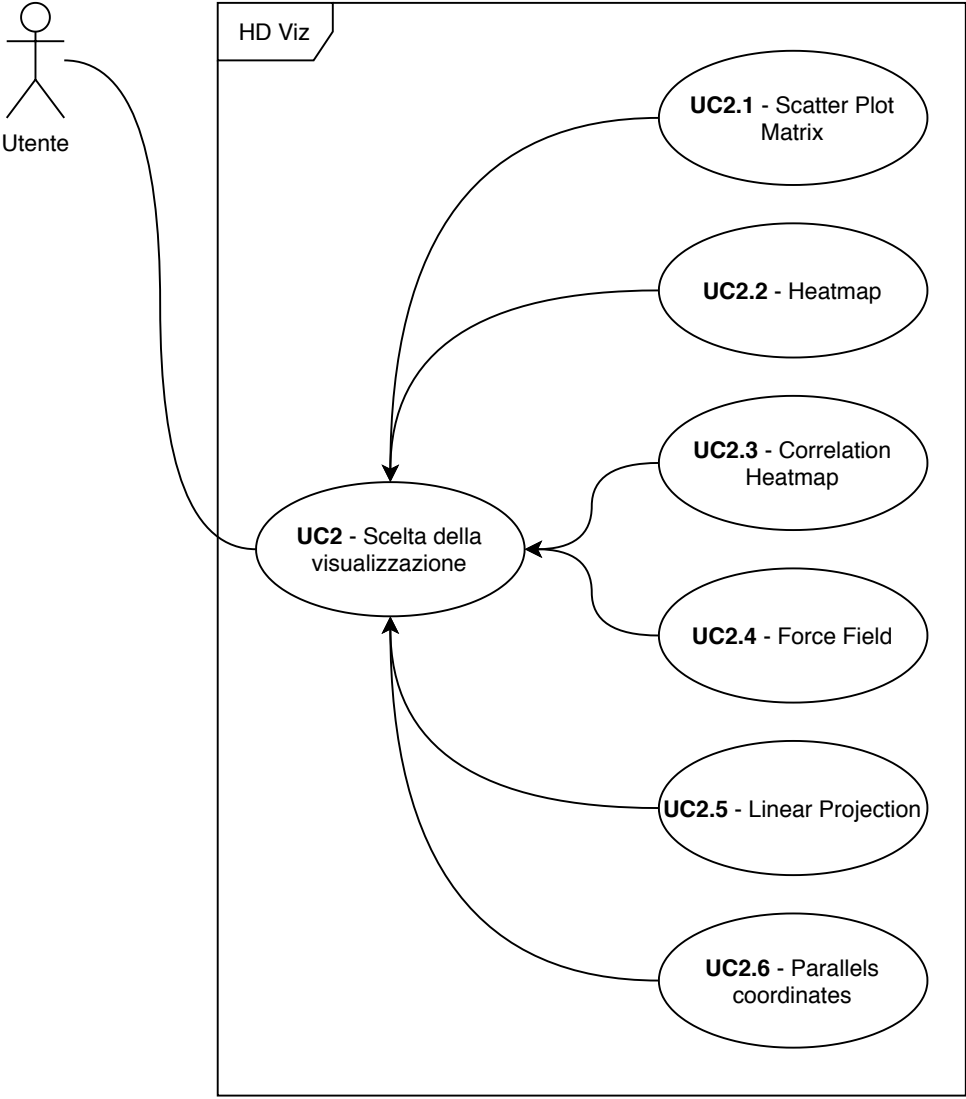 HD Viz
Utente
UC2.1 - Scatter Plot
Matrix
UC2.2 - Heatmap
UC2.3 - Correlation
Heatmap
UC2 - Scelta della
visualizzazione
UC2.4 - Force Field
UC2.5 - Linear Projection
UC2.6 - Parallels
coordinates